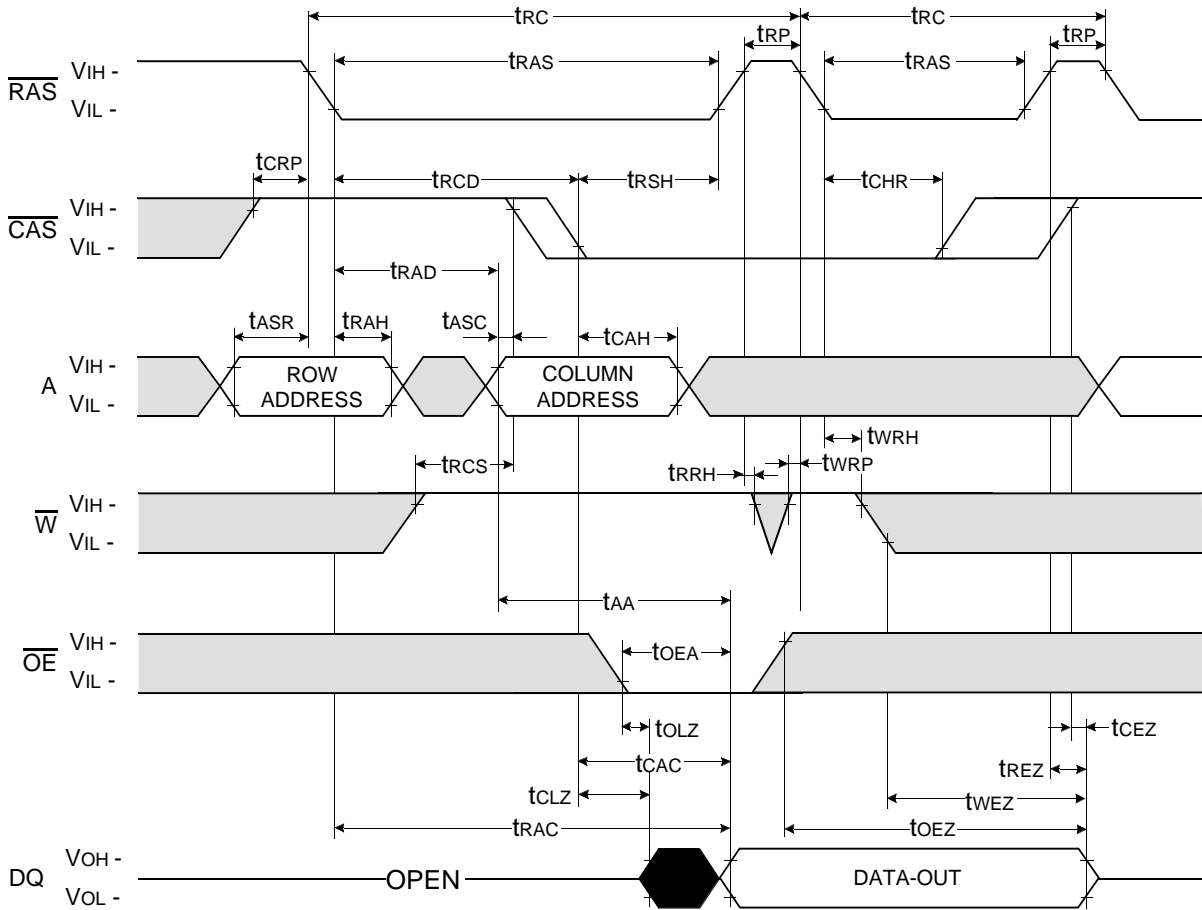 tRC tRC
tRP tRP
tRAS tRAS
RAS VIH -
VIL -
tCRP tRCD tRSH tCHR
CAS VIH -
VIL -
tRAD
tASR tRAH tASC tCAH
A VIH -
VIL -
ROW ADDRESS
COLUMN ADDRESS
tWRH
tRCS tRRH tWRP
W VIH -
VIL -
tAA
OE VIH -
VIL -
tOEA
tOLZ tCEZ
tCAC tREZ
tCLZ tWEZ
tRAC tOEZ
DQ VOH -
VOL -
OPEN DATA-OUT